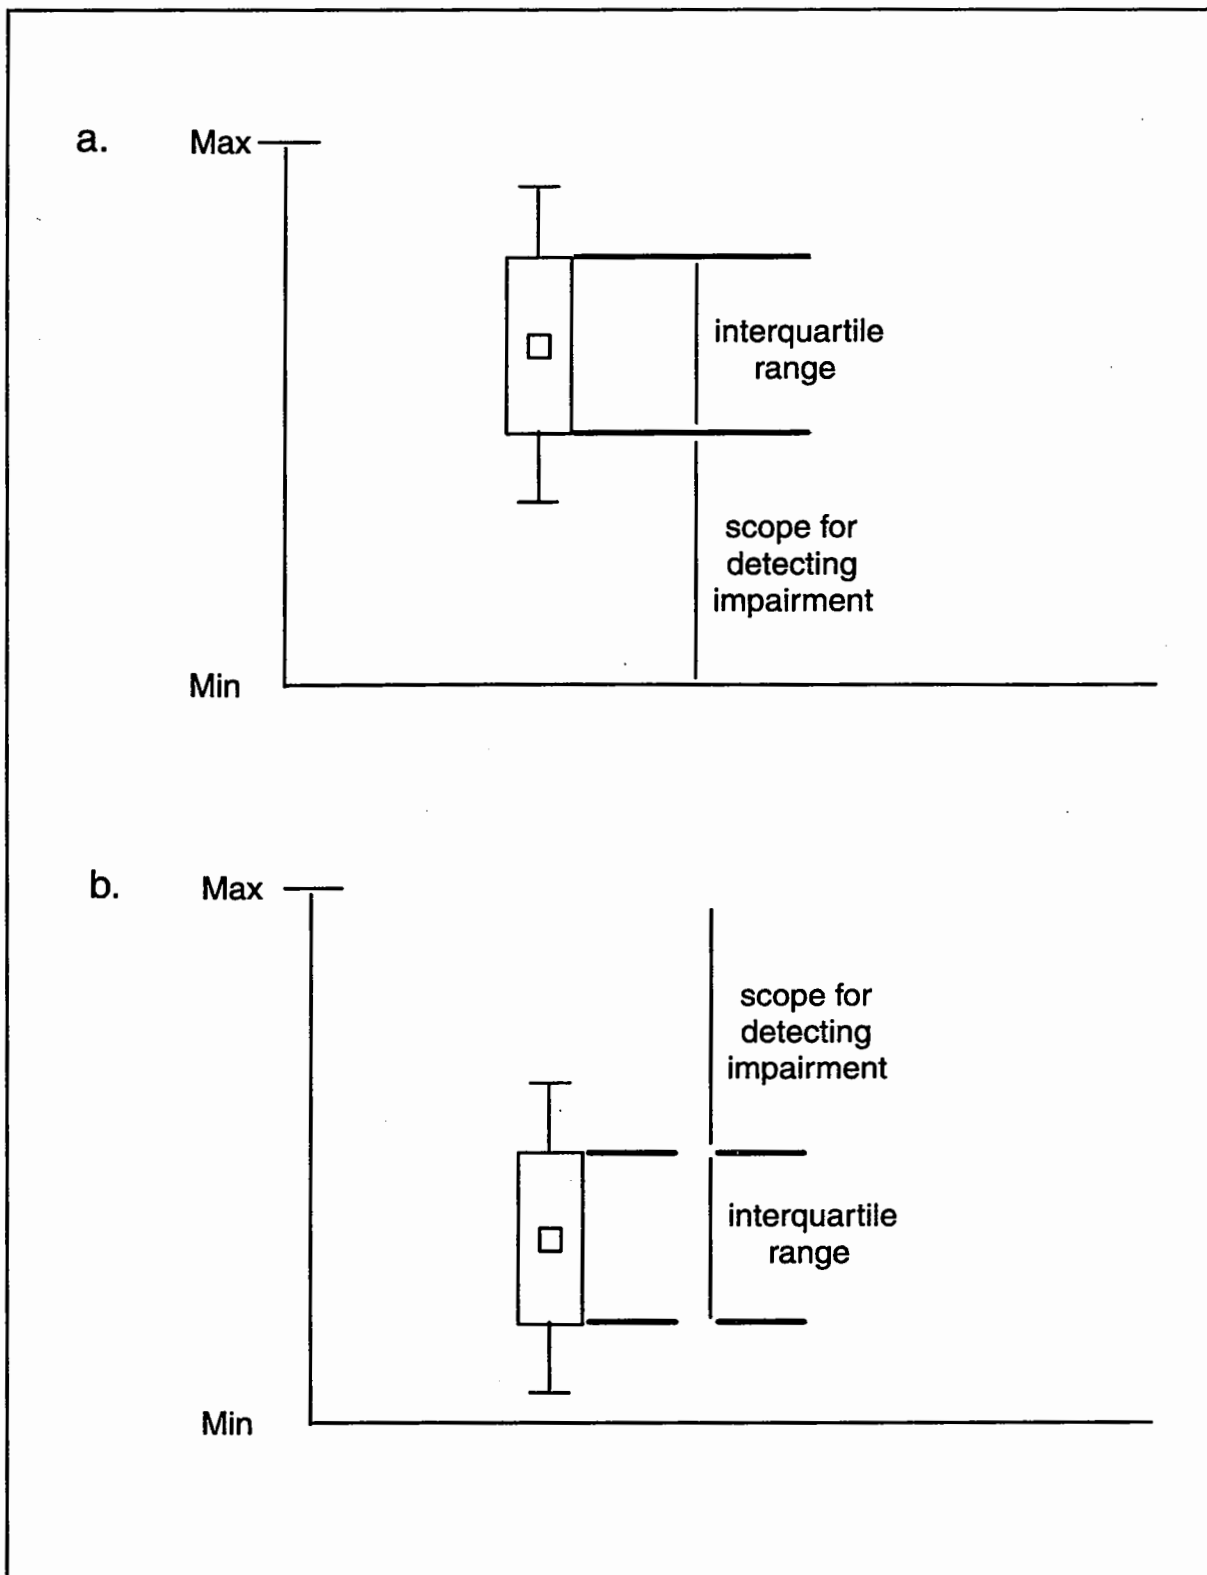 a.
Max
interquartile
range
scope for
detecting
impairment
Min
b.
Max
scope for
detecting
impairment
interquartile
range
Min